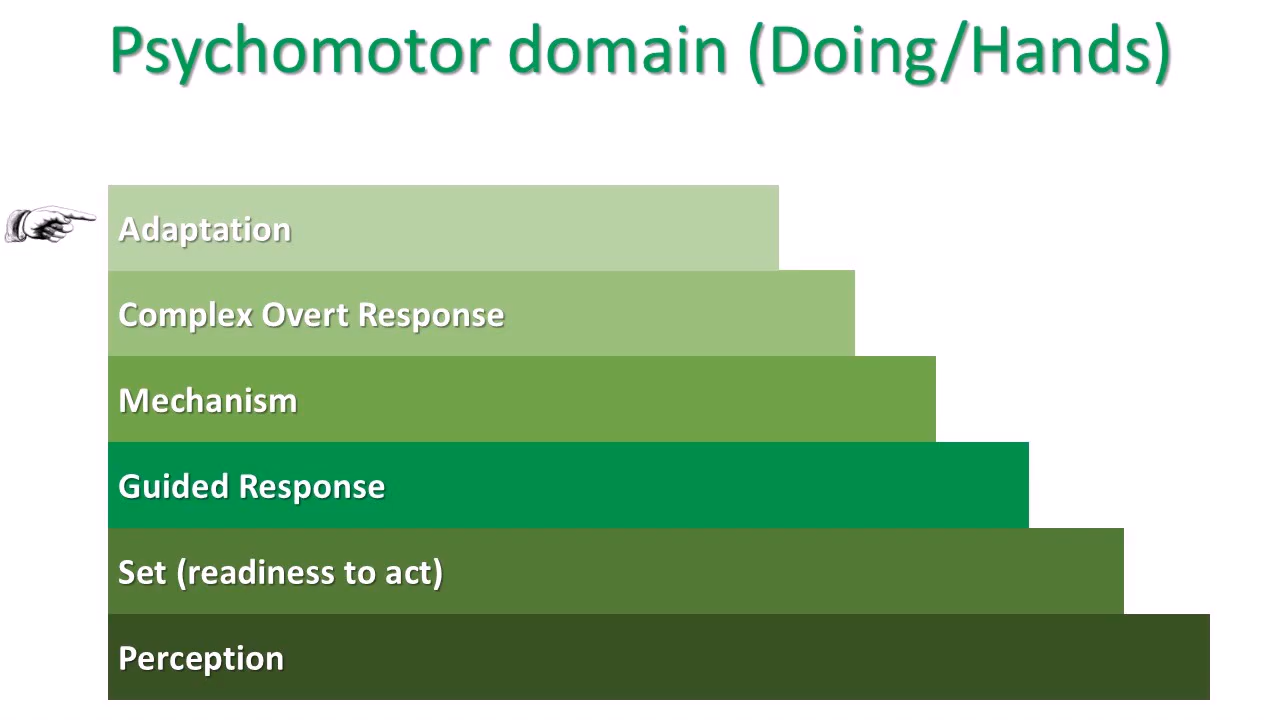 Psychomotor domain (Doing/Hands)
Adaptation
Complex Overt Response
Mechanism
Guided Response
Set (readiness to act)
Perception